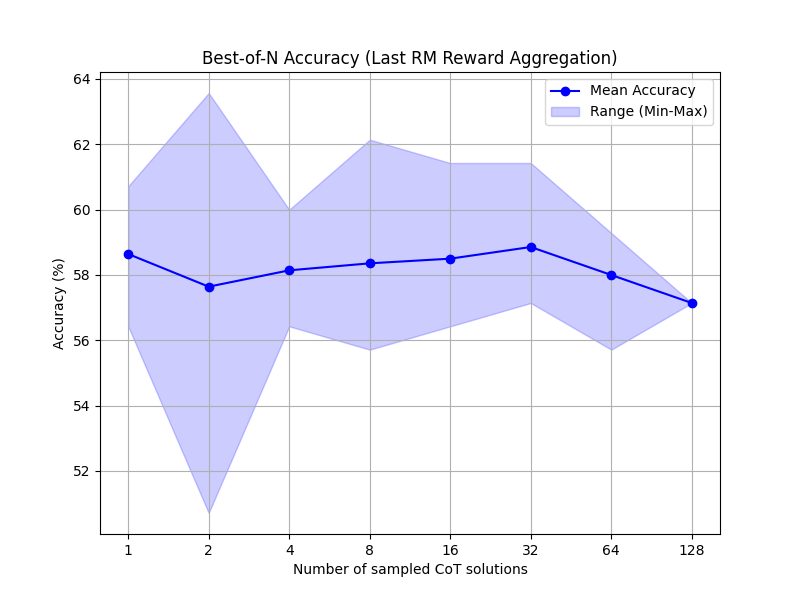 Best-of-N Accuracy (Last RM Reward Aggregation)
Mean Accuracy
Range (Min-Max)
Accuracy (%)
64
62
60
58
56
54
52
1 2 4 8 16 32 64 128
Number of sampled CoT solutions